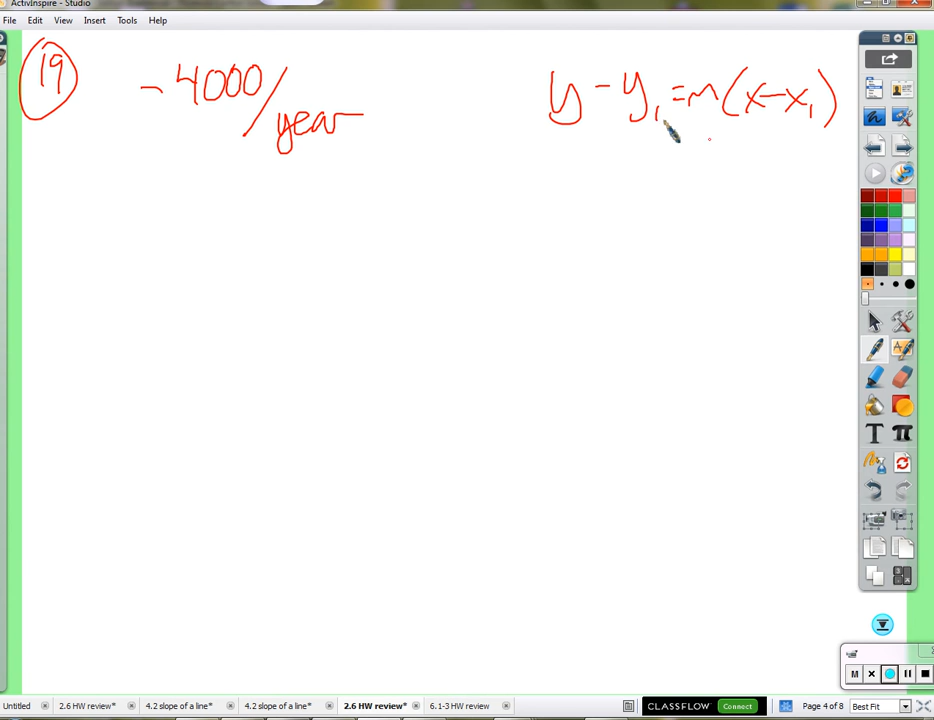 ActivInspire - Studio
File Edit View Insert Tools Help
19
- 4000/year
y - y₁ = m(x - x₁)
T π
M
Untitled 2.6 HW review* 4.2 slope of a line* 4.2 slope of a line* 2.6 HW review* 6.1-3 HW review
CLASSFLOW Connect
Page 4 of 8 Best Fit